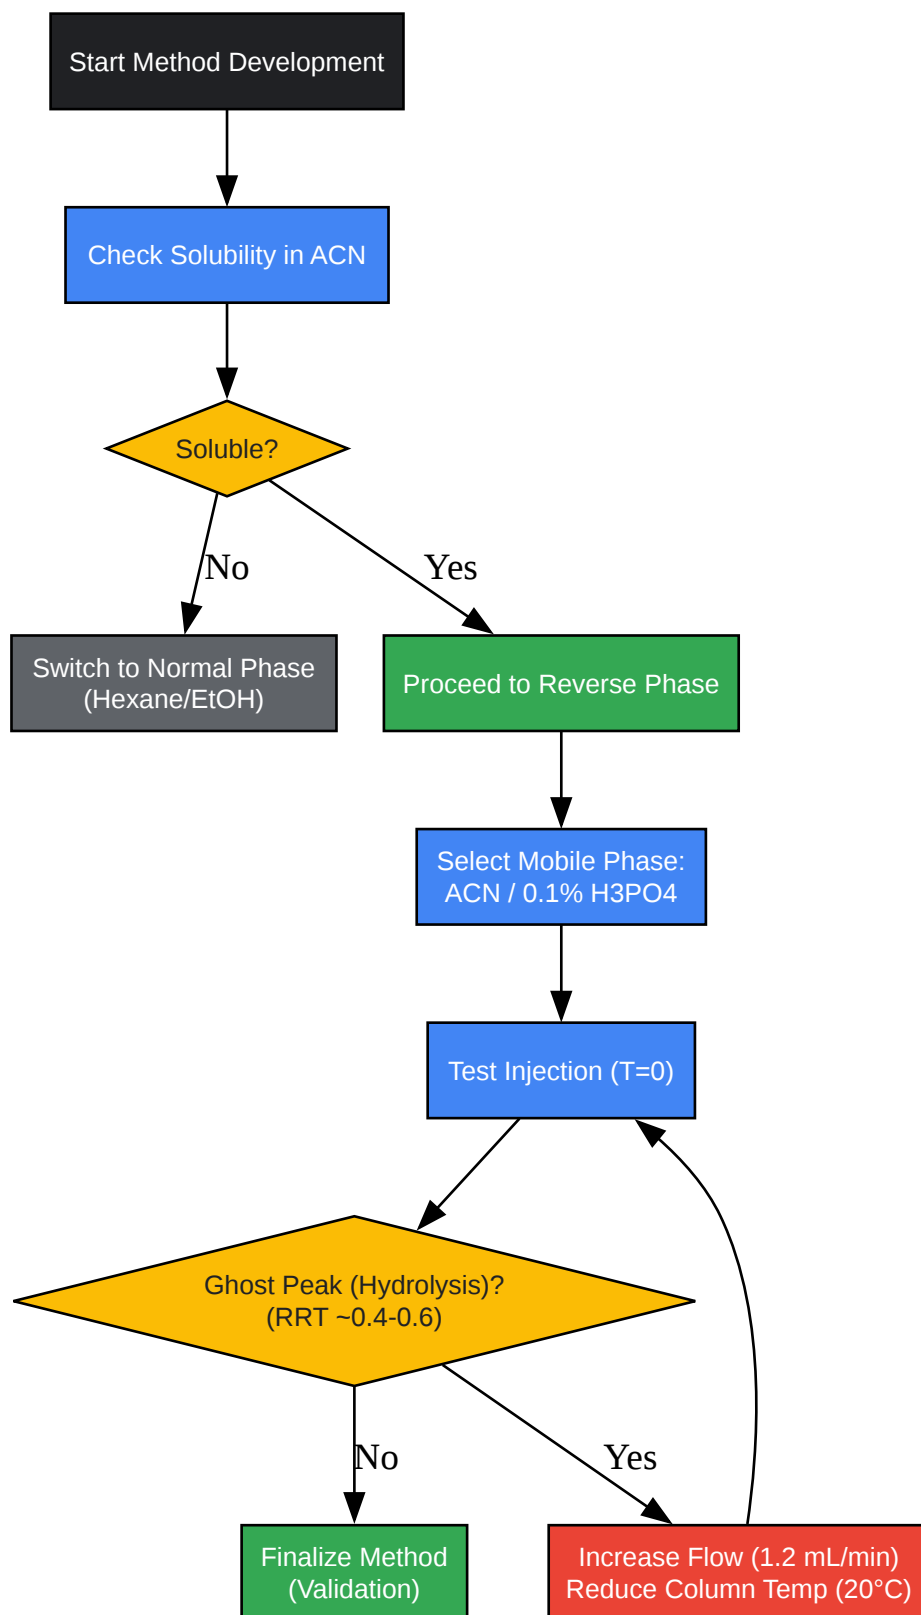 Start Method Development
Check Solubility in ACN
Soluble?
No
Yes
Switch to Normal Phase
(Hexane/EtOH)
Proceed to Reverse Phase
Select Mobile Phase:
ACN / 0.1% H3PO4
Test Injection (T=0)
Ghost Peak (Hydrolysis)?
(RRT ~0.4-0.6)
No
Yes
Finalize Method
(Validation)
Increase Flow (1.2 mL/min)
Reduce Column Temp (20°C)